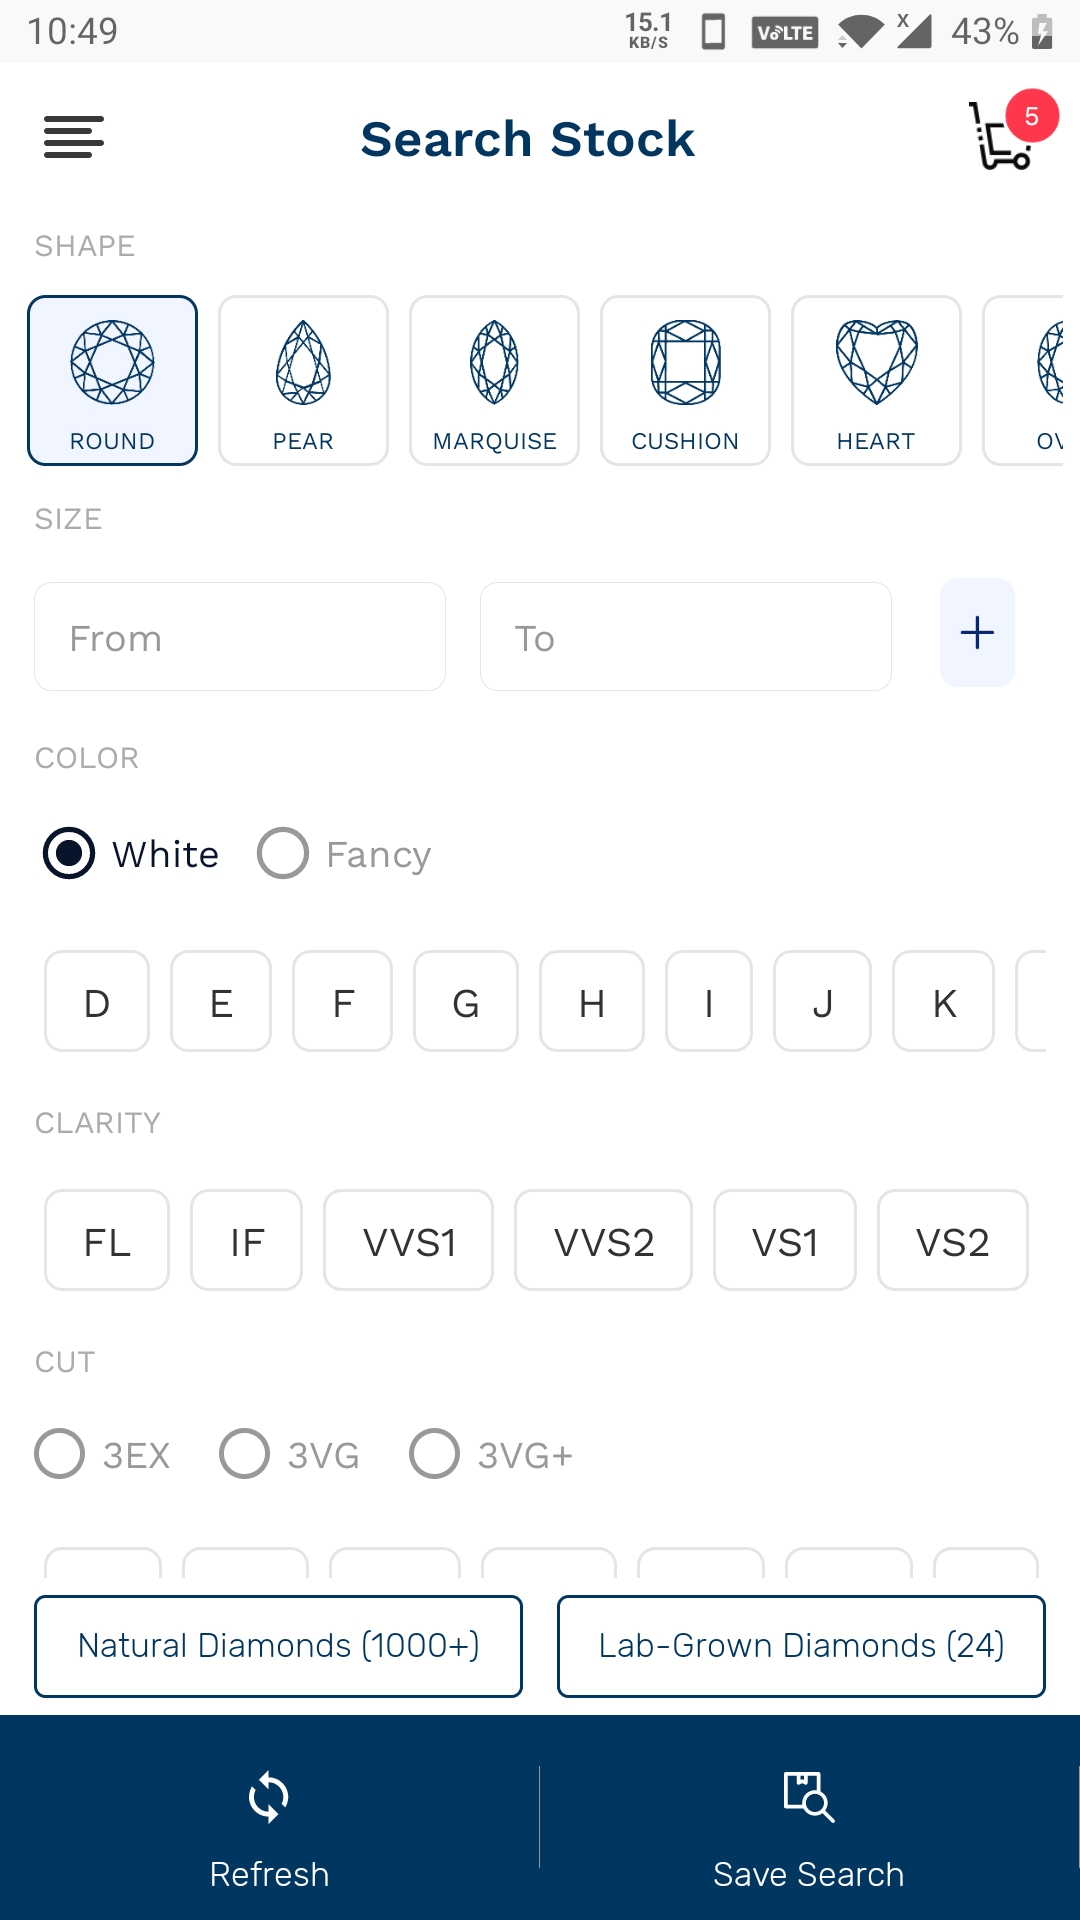 10:49 15.1 KB/S VoLTE X 43%
Search Stock 5
SHAPE
ROUND PEAR MARQUISE CUSHION HEART OV
SIZE
From To +
COLOR
White Fancy
D E F G H I J K
CLARITY
FL IF VVS1 VVS2 VS1 VS2
CUT
3EX 3VG 3VG+
Natural Diamonds (1000+) Lab-Grown Diamonds (24)
Refresh Save Search